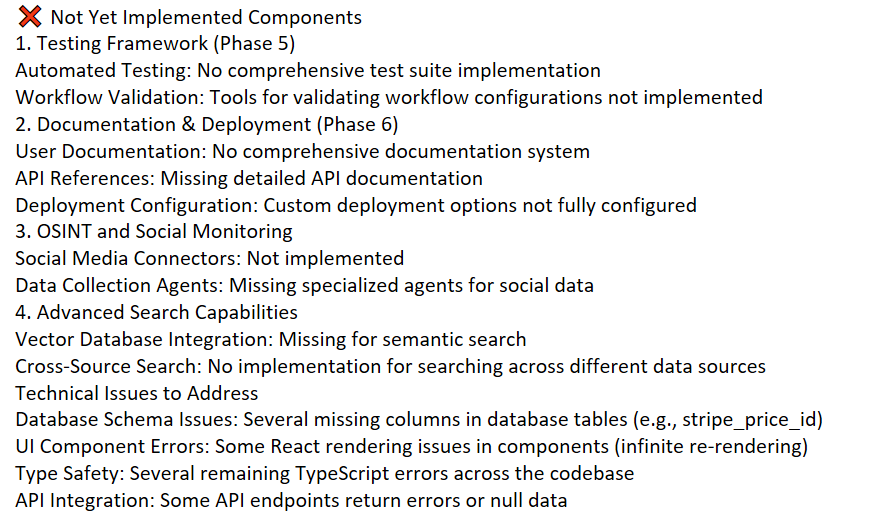 ❌ Not Yet Implemented Components
1. Testing Framework (Phase 5)
Automated Testing: No comprehensive test suite implementation
Workflow Validation: Tools for validating workflow configurations not implemented
2. Documentation & Deployment (Phase 6)
User Documentation: No comprehensive documentation system
API References: Missing detailed API documentation
Deployment Configuration: Custom deployment options not fully configured
3. OSINT and Social Monitoring
Social Media Connectors: Not implemented
Data Collection Agents: Missing specialized agents for social data
4. Advanced Search Capabilities
Vector Database Integration: Missing for semantic search
Cross-Source Search: No implementation for searching across different data sources
Technical Issues to Address
Database Schema Issues: Several missing columns in database tables (e.g., stripe_price_id)
UI Component Errors: Some React rendering issues in components (infinite re-rendering)
Type Safety: Several remaining TypeScript errors across the codebase
API Integration: Some API endpoints return errors or null data